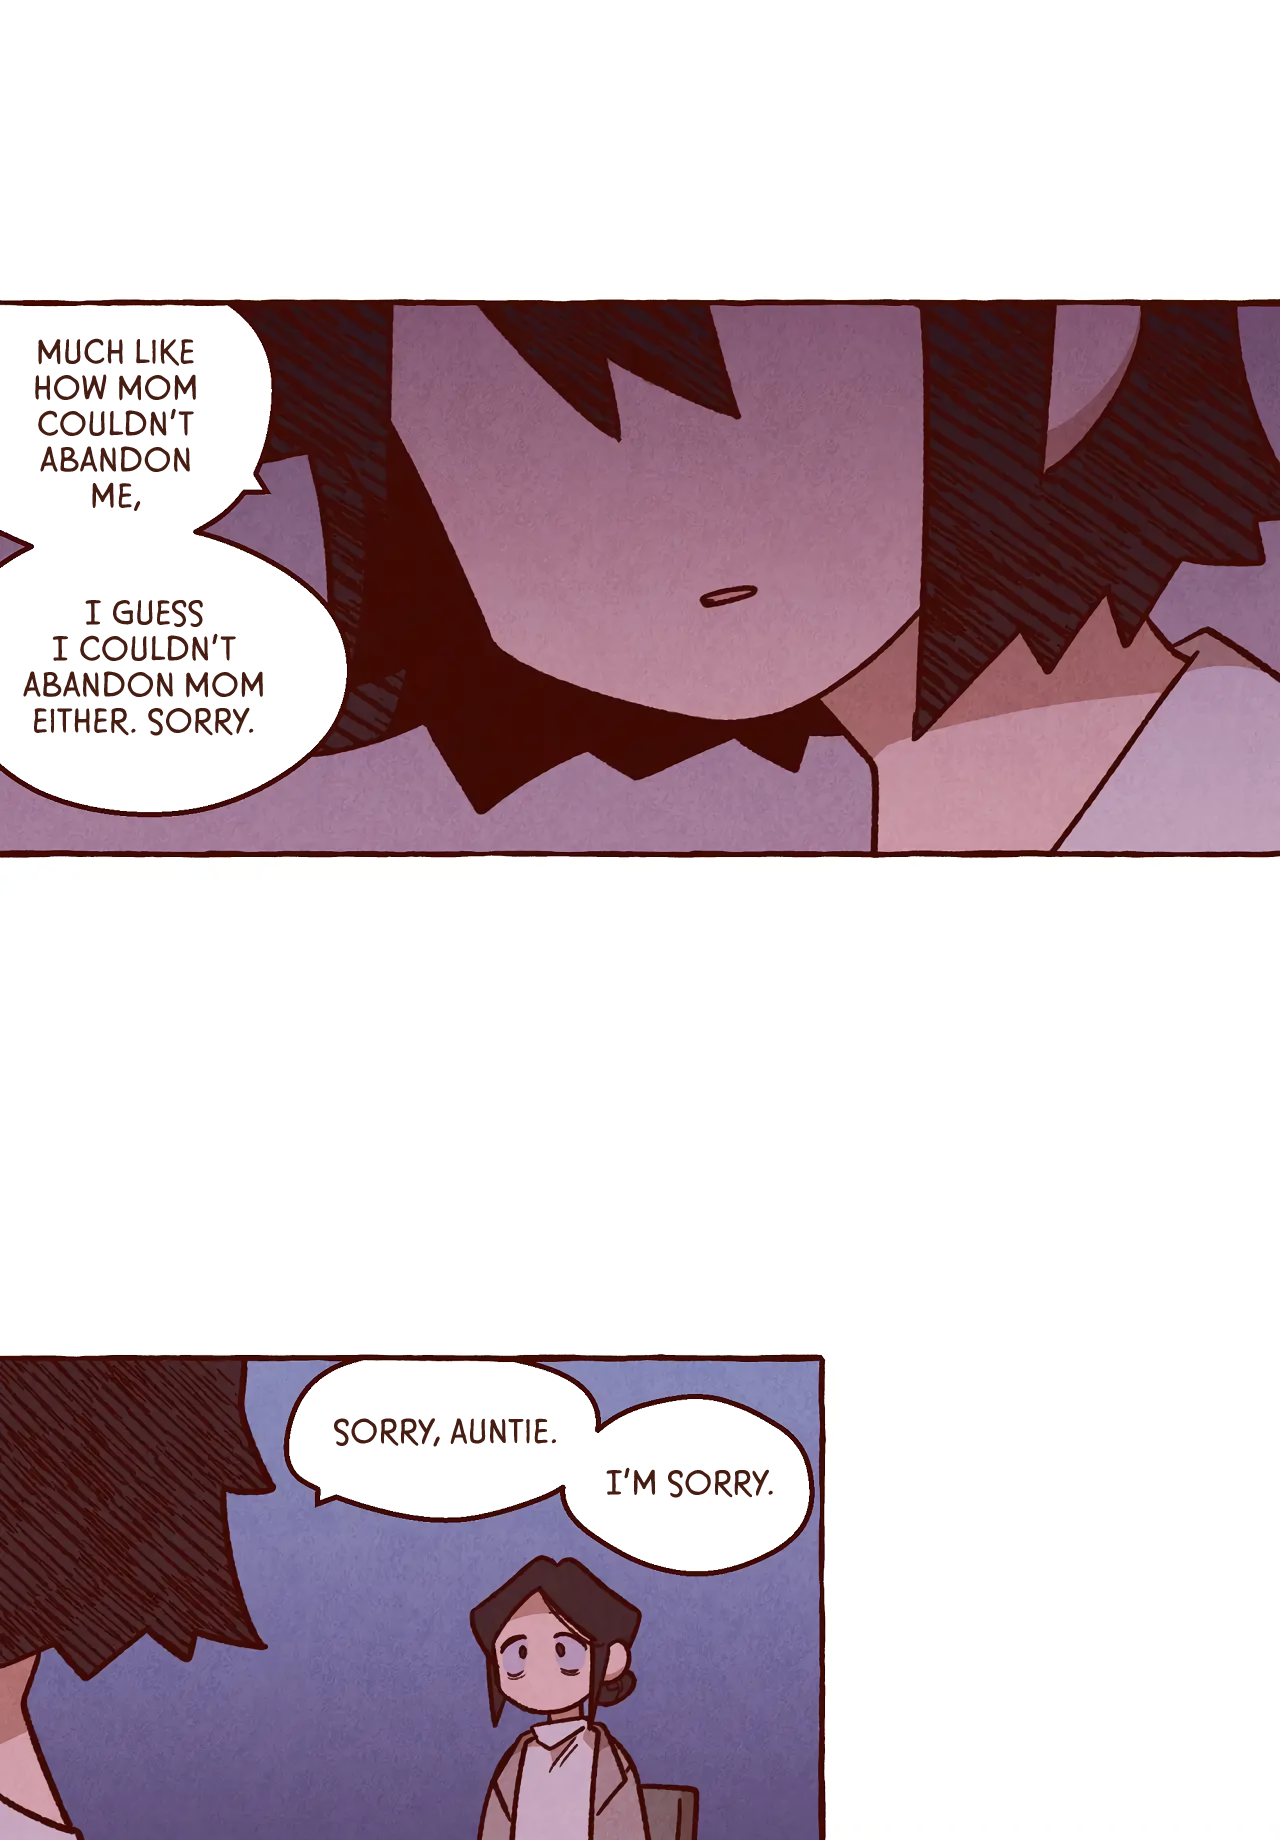 MUCH LIKE
HOW MOM
COULDN'T
ABANDON
ME,
I GUESS
I COULDN'T
ABANDON MOM
EITHER. SORRY.
SORRY, AUNTIE.
I'M SORRY.